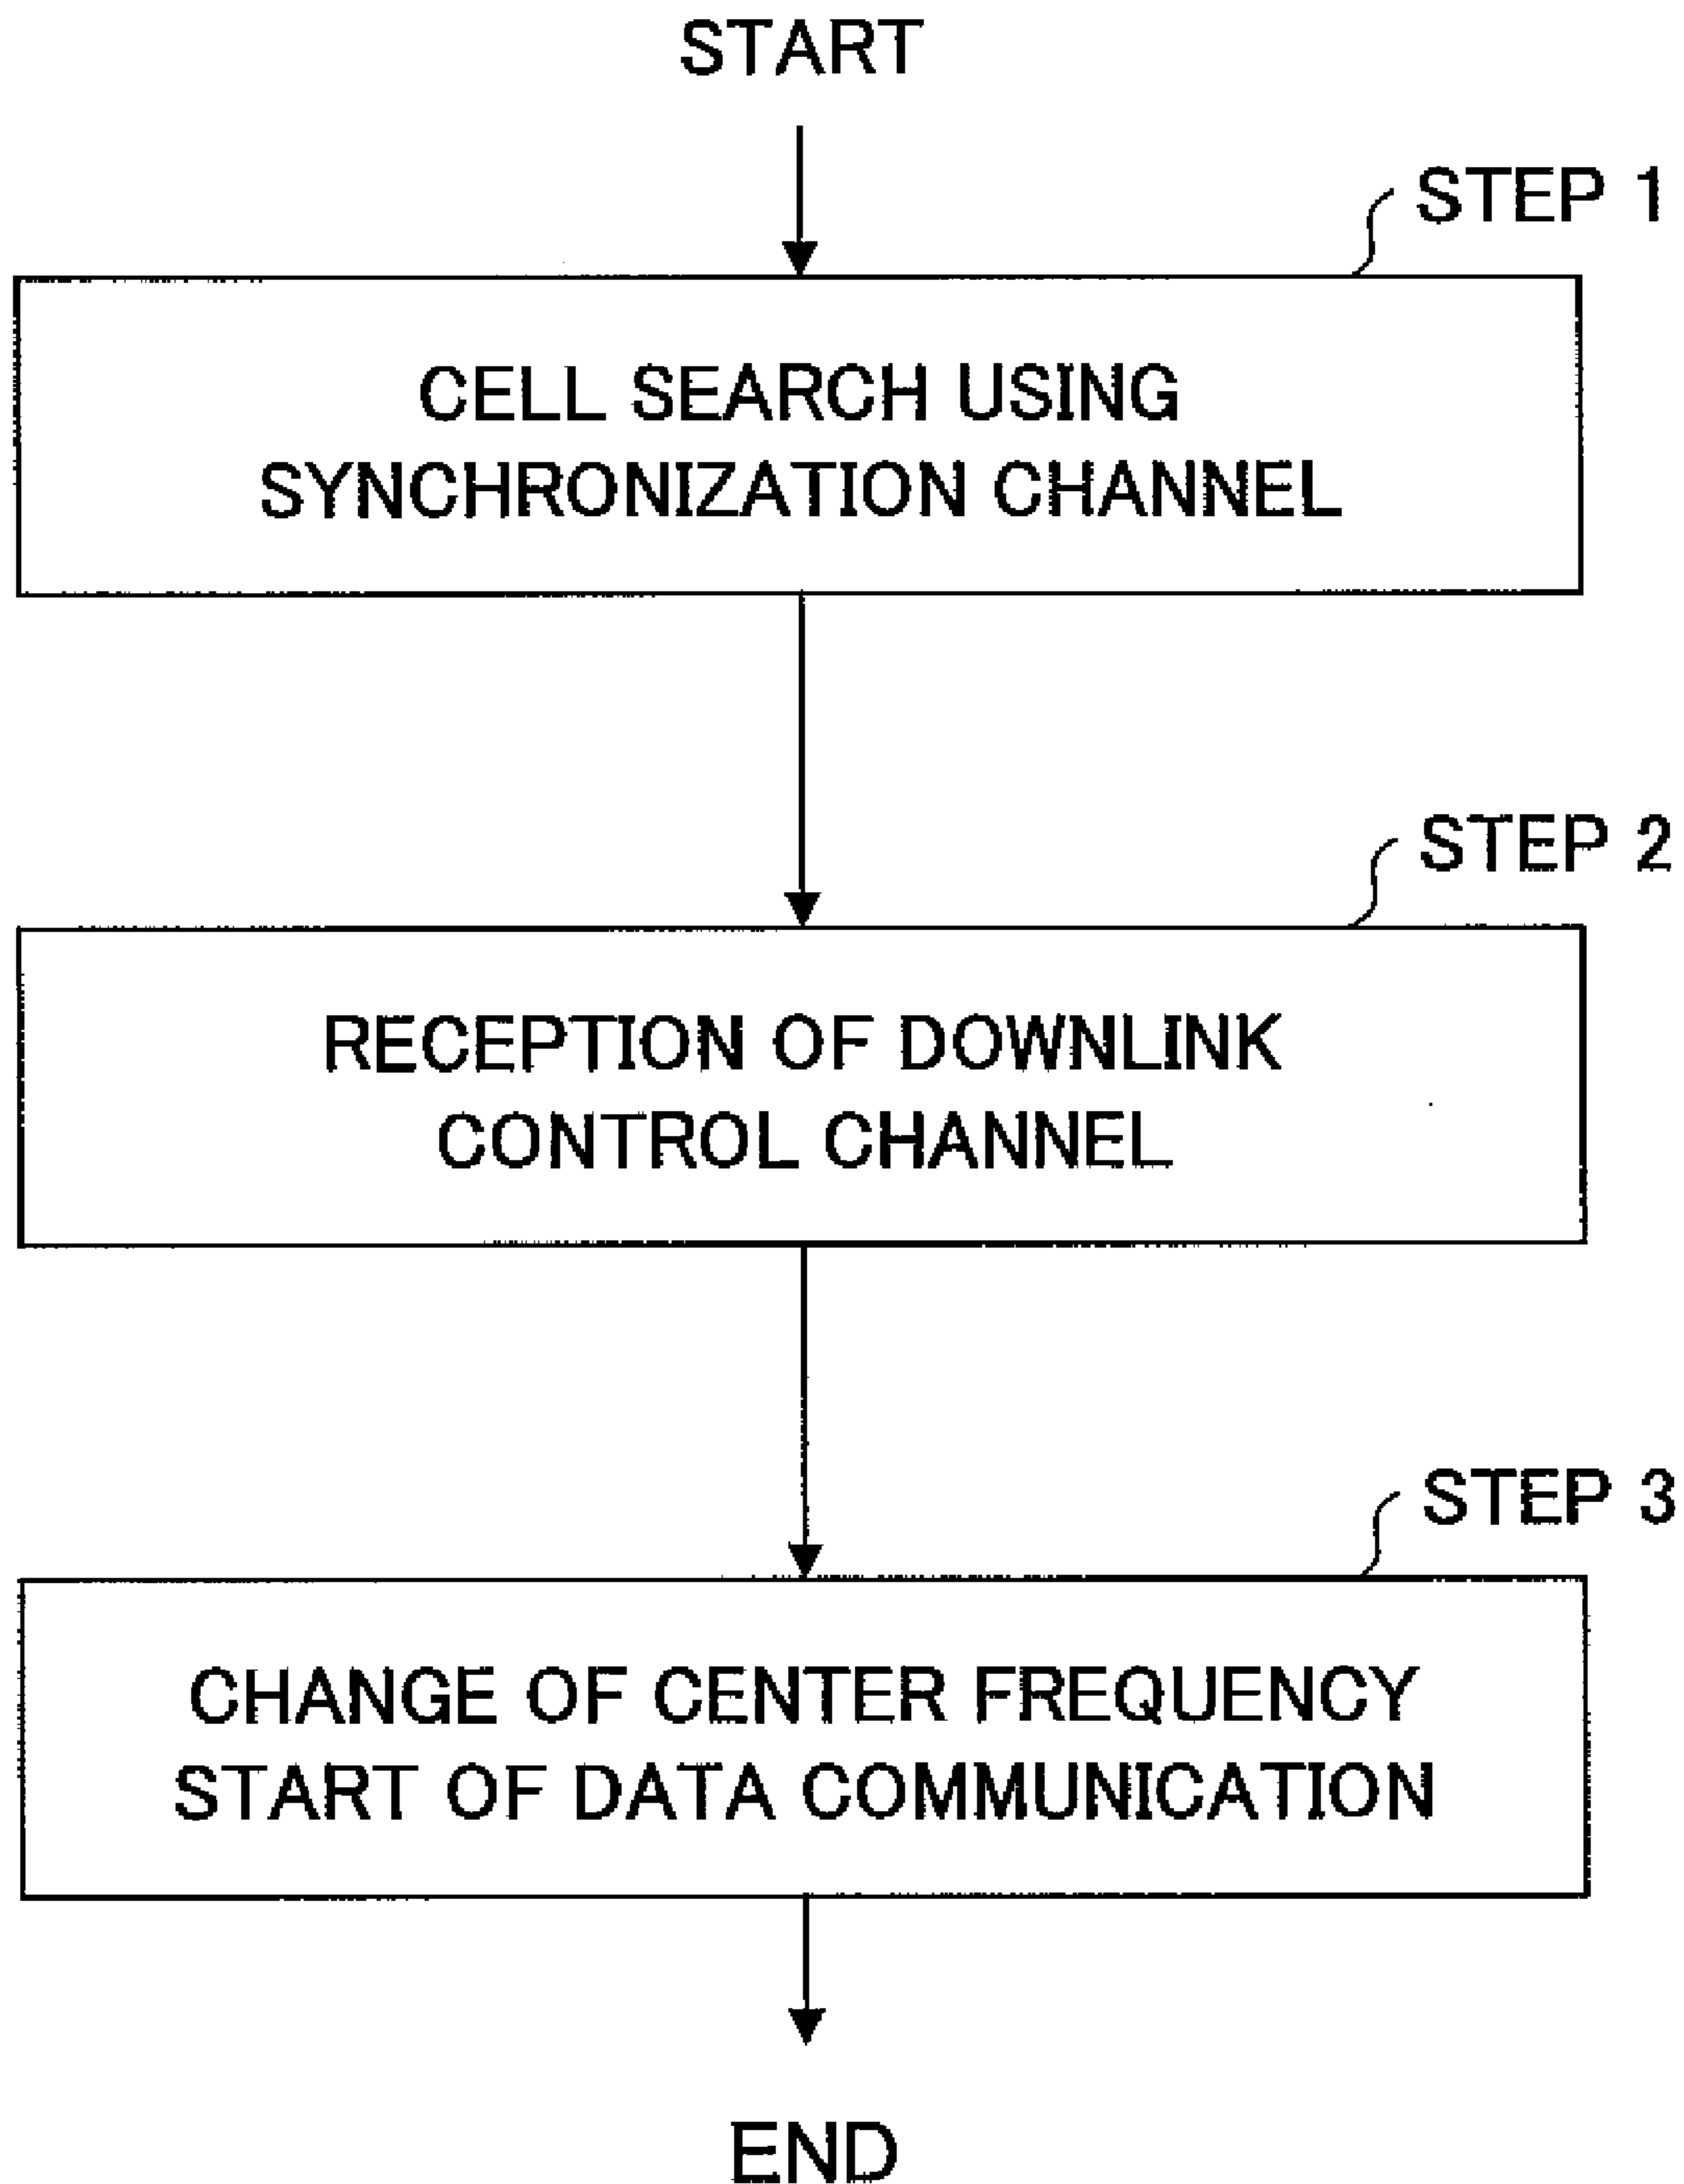 START
STEP 1
CELL SEARCH USING
SYNCHRONIZATION CHANNEL
STEP 2
RECEPTION OF DOWNLINK
CONTROL CHANNEL
STEP 3
CHANGE OF CENTER FREQUENCY
START OF DATA COMMUNICATION
END